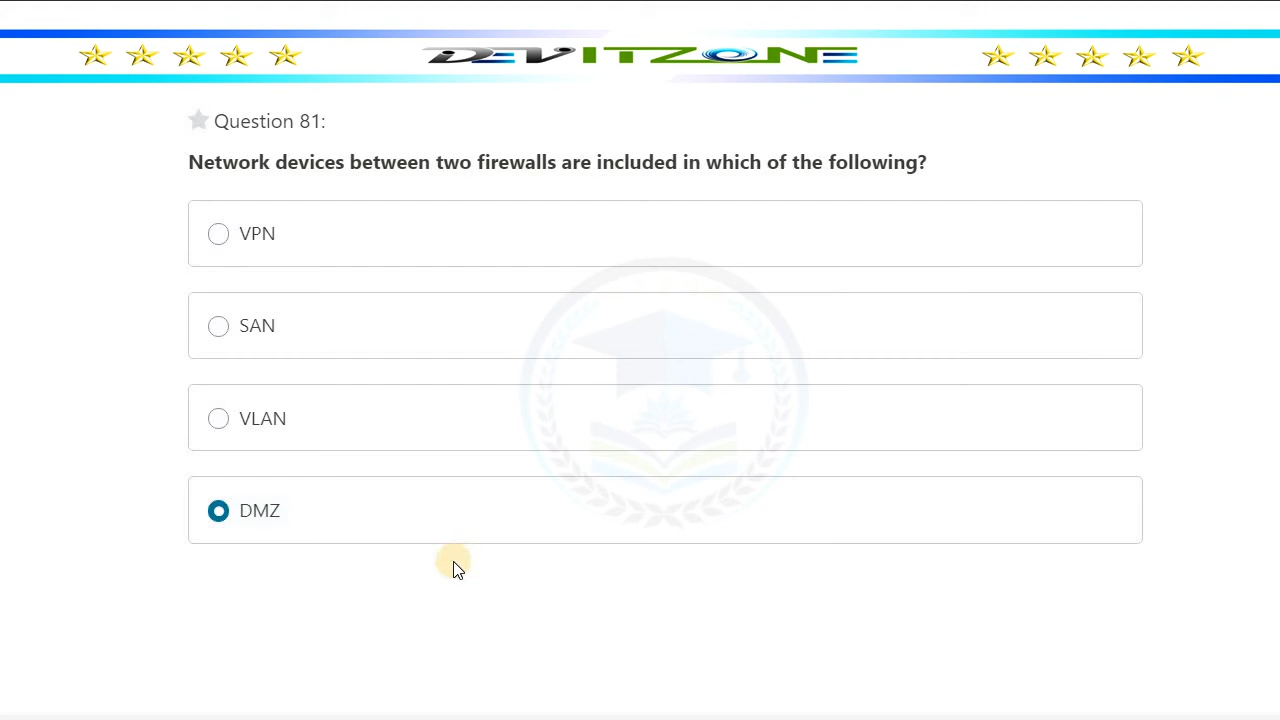 DEVITZONE
Question 81:
Network devices between two firewalls are included in which of the following?
VPN
SAN
VLAN
DMZ